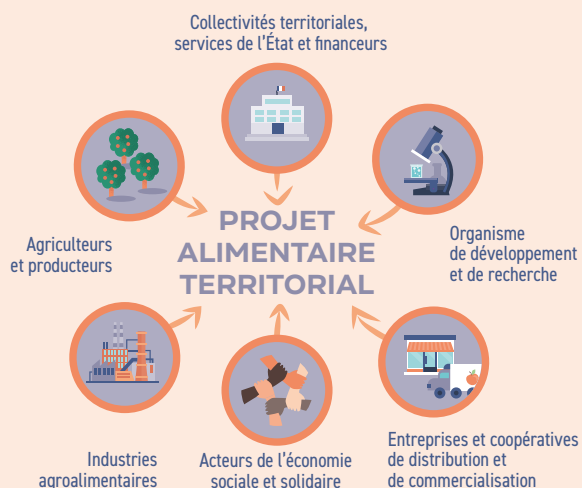 Collectivités territoriales,
services de l'État et financeurs
PROJET
ALIMENTAIRE
TERRITORIAL
Agriculteurs
et producteurs
Organisme
de développement
et de recherche
Industries
agroalimentaires
Acteurs de l'économie
sociale et solidaire
Entreprises et coopératives
de distribution et
de commercialisation